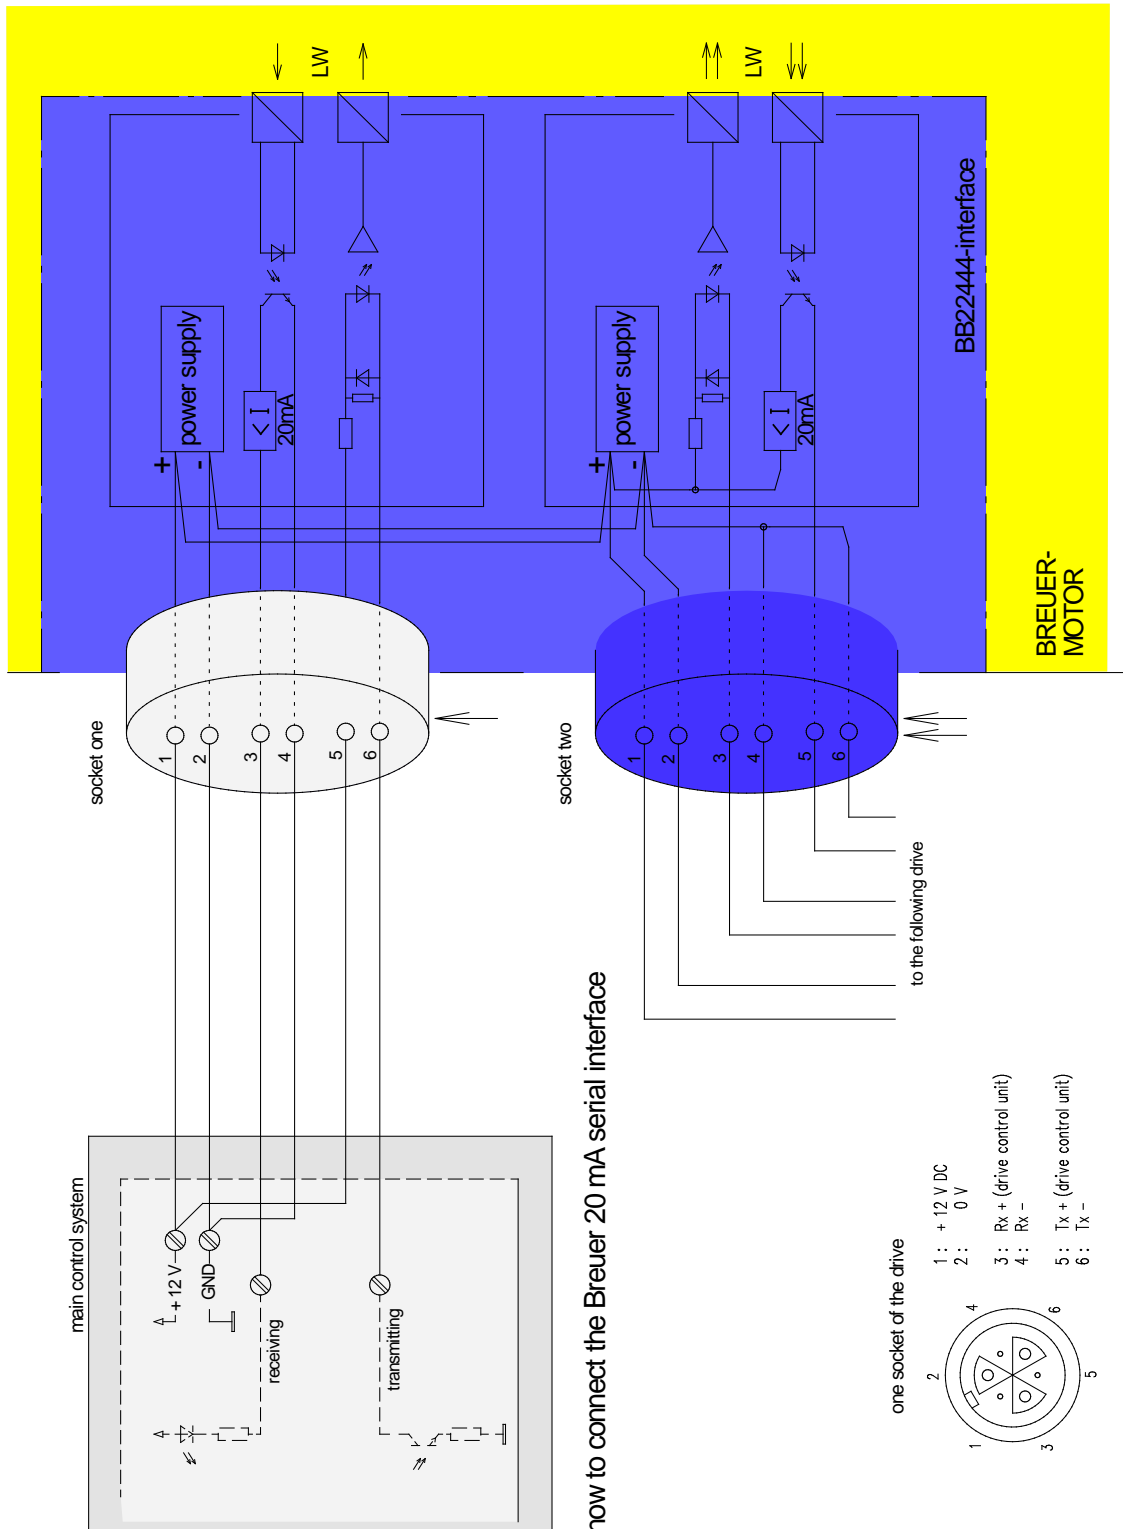 how to connect the Breuer 20 mA serial interface
main control system
+ 12 V
GND
receiving
transmitting
socket one
1
2
3
4
5
6
+
-
power supply
< I
20mA
LW
socket two
1
2
3
4
5
6
to the following drive
+
-
power supply
< I
20mA
LW
BB22444-interface
BREUER-
MOTOR
one socket of the drive
1
2
3
4
5
6
1 : + 12 V DC
2 : 0 V
3 : Rx + (drive control unit)
4 : Rx -
5 : Tx + (drive control unit)
6 : Tx -